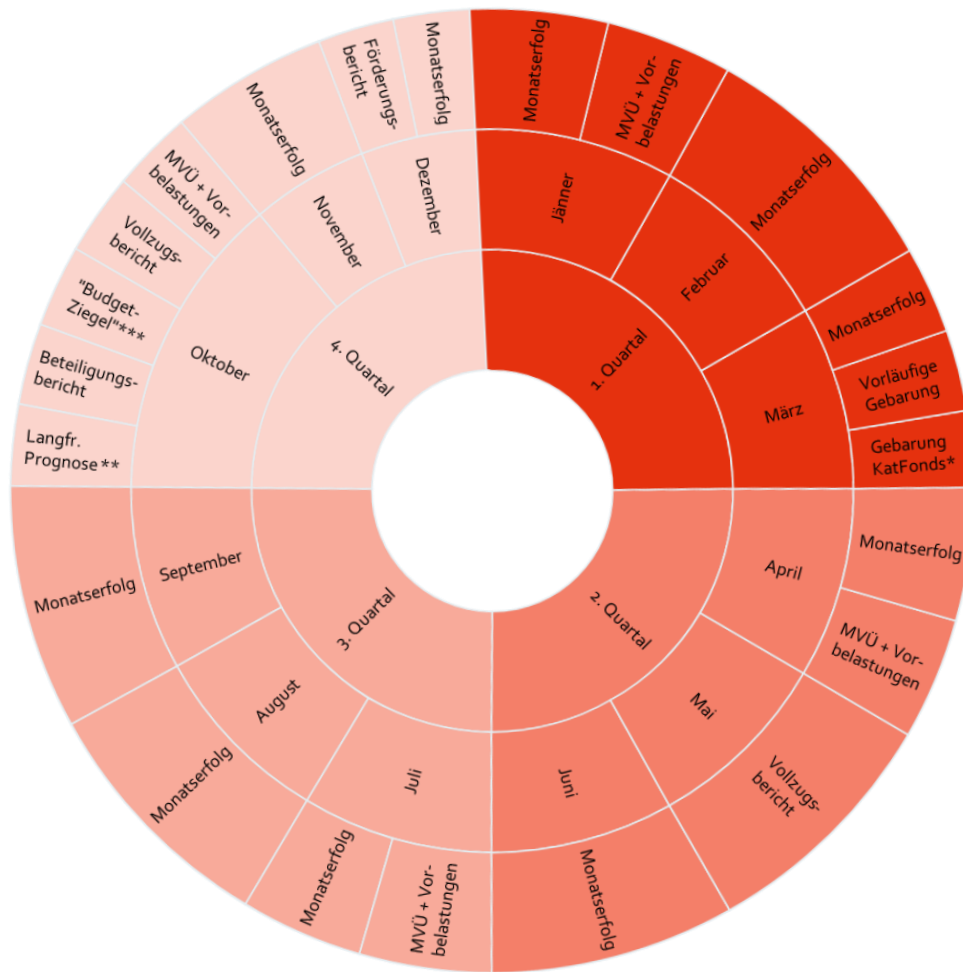 1. Quartal
Jänner
Monatserfolg
MVÜ + Vor-
belastungen
Februar
Monatserfolg
März
Monatserfolg
Vorläufige
Gebarung
Gebarung
KatFonds*
2. Quartal
April
Monatserfolg
MVÜ + Vor-
belastungen
Mai
Vollzugs-
bericht
Juni
Monatserfolg
3. Quartal
Juli
MVÜ + Vor-
belastungen
Monatserfolg
August
Monatserfolg
September
Monatserfolg
4. Quartal
Oktober
Langfr.
Prognose **
Beteiligungs-
bericht
"Budget-
Ziegel"***
Vollzugs-
bericht
MVÜ + Vor-
belastungen
November
Monatserfolg
Dezember
Förderungs-
bericht
Monatserfolg